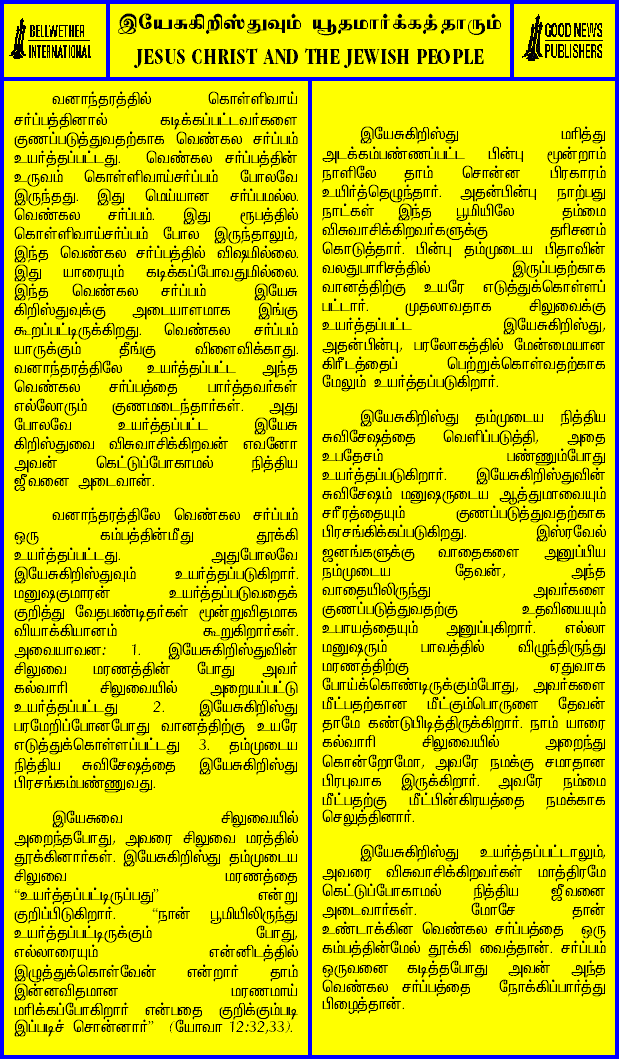 BELLWETHER
INTERNATIONAL
இயேசுகிறிஸ்துவும் யூதமார்க்கத்தாரும்
JESUS CHRIST AND THE JEWISH PEOPLE
GOOD NEWS
PUBLISHERS
வனாந்தரத்தில் கொள்ளிவாய்
சர்ப்பத்தினால் கடிக்கப்பட்டவர்களை
குணப்படுத்துவதற்காக வெண்கல சர்ப்பம்
உயர்த்தப்பட்டது. வெண்கல சர்ப்பத்தின்
உருவம் கொள்ளிவாய்சர்ப்பம் போலவே
இருந்தது. இது மெய்யான சர்ப்பமல்ல.
வெண்கல சர்ப்பம். இது ரூபத்தில்
கொள்ளிவாய்சர்ப்பம் போல இருந்தாலும்,
இந்த வெண்கல சர்ப்பத்தில் விஷமில்லை.
இது யாரையும் கடிக்கப்போவதுமில்லை.
இந்த வெண்கல சர்ப்பம் இயேசு
கிறிஸ்துவுக்கு அடையாளமாக இங்கு
கூறப்பட்டிருக்கிறது. வெண்கல சர்ப்பம்
யாருக்கும் தீங்கு விளைவிக்காது.
வனாந்தரத்திலே உயர்த்தப்பட்ட அந்த
வெண்கல சர்ப்பத்தை பார்த்தவர்கள்
எல்லோரும் குணமடைந்தார்கள். அது
போலவே உயர்த்தப்பட்ட இயேசு
கிறிஸ்துவை விசுவாசிக்கிறவன் எவனோ
அவன் கெட்டுப்போகாமல் நித்திய
ஜீவனை அடைவான்.
வனாந்தரத்திலே வெண்கல சர்ப்பம்
ஒரு கம்பத்தின்மீது தூக்கி
உயர்த்தப்பட்டது. அதுபோலவே
இயேசுகிறிஸ்துவும் உயர்த்தப்படுகிறார்.
மனுஷகுமாரன் உயர்த்தப்படுவதைக்
குறித்து வேதபண்டிதர்கள் மூன்றுவிதமாக
வியாக்கியானம் கூறுகிறார்கள்.
அவையாவன: 1. இயேசுகிறிஸ்துவின்
சிலுவை மரணத்தின் போது அவர்
கல்வாரி சிலுவையில் அறையப்பட்டு
உயர்த்தப்பட்டது 2. இயேசுகிறிஸ்து
பரமேறிப்போனபோது வானத்திற்கு உயரே
எடுத்துக்கொள்ளப்பட்டது 3. தம்முடைய
நித்திய சுவிசேஷத்தை இயேசுகிறிஸ்து
பிரசங்கம்பண்ணுவது.
இயேசுவை சிலுவையில்
அறைந்தபோது, அவரை சிலுவை மரத்தில்
தூக்கினார்கள். இயேசுகிறிஸ்து தம்முடைய
சிலுவை மரணத்தை
“உயர்த்தப்பட்டிருப்பது” என்று
குறிப்பிடுகிறார். “நான் பூமியிலிருந்து
உயர்த்தப்பட்டிருக்கும் போது,
எல்லாரையும் என்னிடத்தில்
இழுத்துக்கொள்வேன் என்றார் தாம்
இன்னவிதமான மரணமாய்
மரிக்கப்போகிறார் என்பதை குறிக்கும்படி
இப்படிச் சொன்னார்” (யோவா 12:32,33).
இயேசுகிறிஸ்து மரித்து
அடக்கம்பண்ணப்பட்ட பின்பு மூன்றாம்
நாளிலே தாம் சொன்ன பிரகாரம்
உயிர்த்தெழுந்தார். அதன்பின்பு நாற்பது
நாட்கள் இந்த பூமியிலே தம்மை
விசுவாசிக்கிறவர்களுக்கு தரிசனம்
கொடுத்தார். பின்பு தம்முடைய பிதாவின்
வலதுபாரிசத்தில் இருப்பதற்காக
வானத்திற்கு உயரே எடுத்துக்கொள்ளப்
பட்டார். முதலாவதாக சிலுவைக்கு
உயர்த்தப்பட்ட இயேசுகிறிஸ்து,
அதன்பின்பு, பரலோகத்தில் மேன்மையான
கிரீடத்தைப் பெற்றுக்கொள்வதற்காக
மேலும் உயர்த்தப்படுகிறார்.
இயேசுகிறிஸ்து தம்முடைய நித்திய
சுவிசேஷத்தை வெளிப்படுத்தி, அதை
உபதேசம் பண்ணும்போது
உயர்த்தப்படுகிறார். இயேசுகிறிஸ்துவின்
சுவிசேஷம் மனுஷருடைய ஆத்துமாவையும்
சரீரத்தையும் குணப்படுத்துவதற்காக
பிரசங்கிக்கப்படுகிறது. இஸ்ரவேல்
ஜனங்களுக்கு வாதைகளை அனுப்பிய
நம்முடைய தேவன், அந்த
வாதையிலிருந்து அவர்களை
குணப்படுத்துவதற்கு உதவியையும்
உபாயத்தையும் அனுப்புகிறார். எல்லா
மனுஷரும் பாவத்தில் விழுந்திருந்து
மரணத்திற்கு ஏதுவாக
போய்க்கொண்டிருக்கும்போது, அவர்களை
மீட்பதற்கான மீட்கும்பொருளை தேவன்
தாமே கண்டுபிடித்திருக்கிறார். நாம் யாரை
கல்வாரி சிலுவையில் அறைந்து
கொன்றோமோ, அவரே நமக்கு சமாதான
பிரபுவாக இருக்கிறார். அவரே நம்மை
மீட்பதற்கு மீட்பின்கிரயத்தை நமக்காக
செலுத்தினார்.
இயேசுகிறிஸ்து உயர்த்தப்பட்டாலும்,
அவரை விசுவாசிக்கிறவர்கள் மாத்திரமே
கெட்டுப்போகாமல் நித்திய ஜீவனை
அடைவார்கள். மோசே தான்
உண்டாக்கின வெண்கல சர்ப்பத்தை ஒரு
கம்பத்தின்மேல் தூக்கி வைத்தான். சர்ப்பம்
ஒருவனை கடித்தபோது அவன் அந்த
வெண்கல சர்ப்பத்தை நோக்கிப்பார்த்து
பிழைத்தான்.